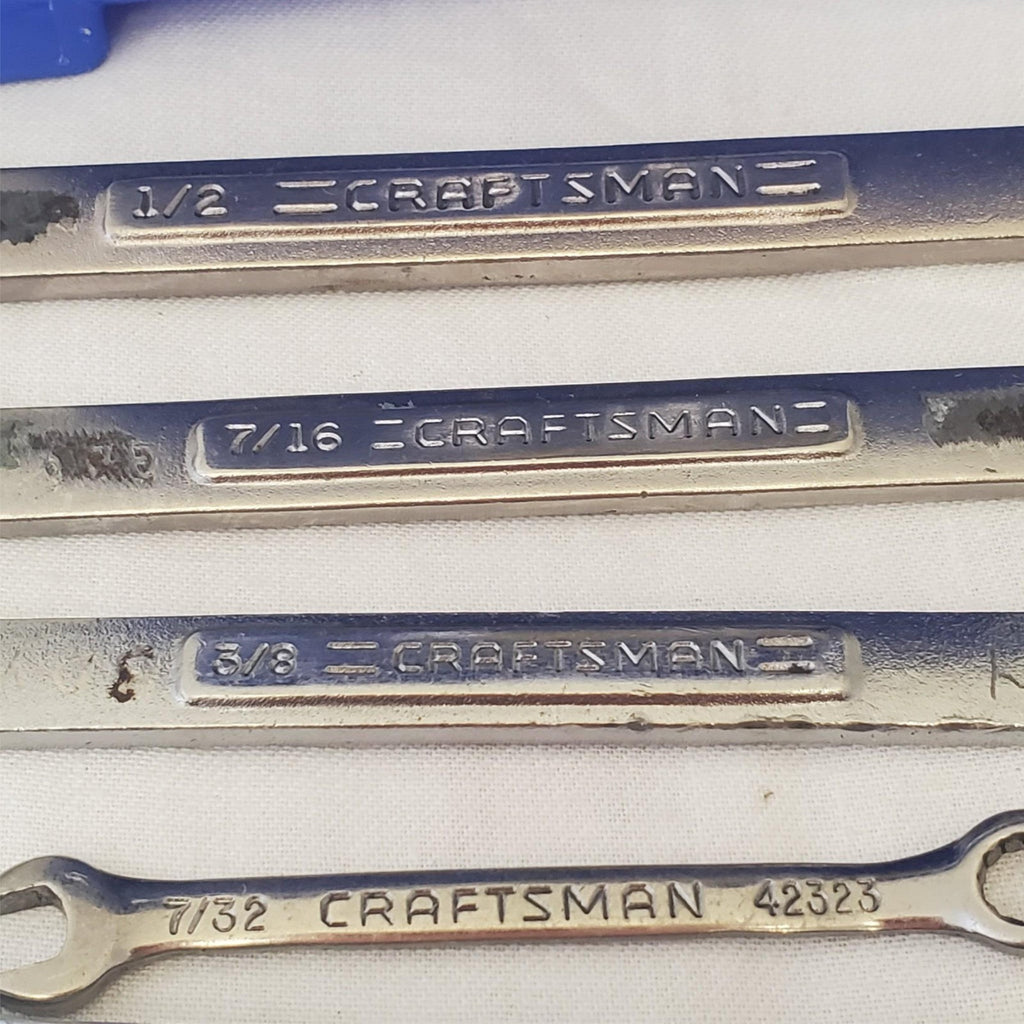 1/2 =CRAFTSMAN=
7/16 =CRAFTSMAN=
3/8 =CRAFTSMAN=
7/32 CRAFTSMAN 42323